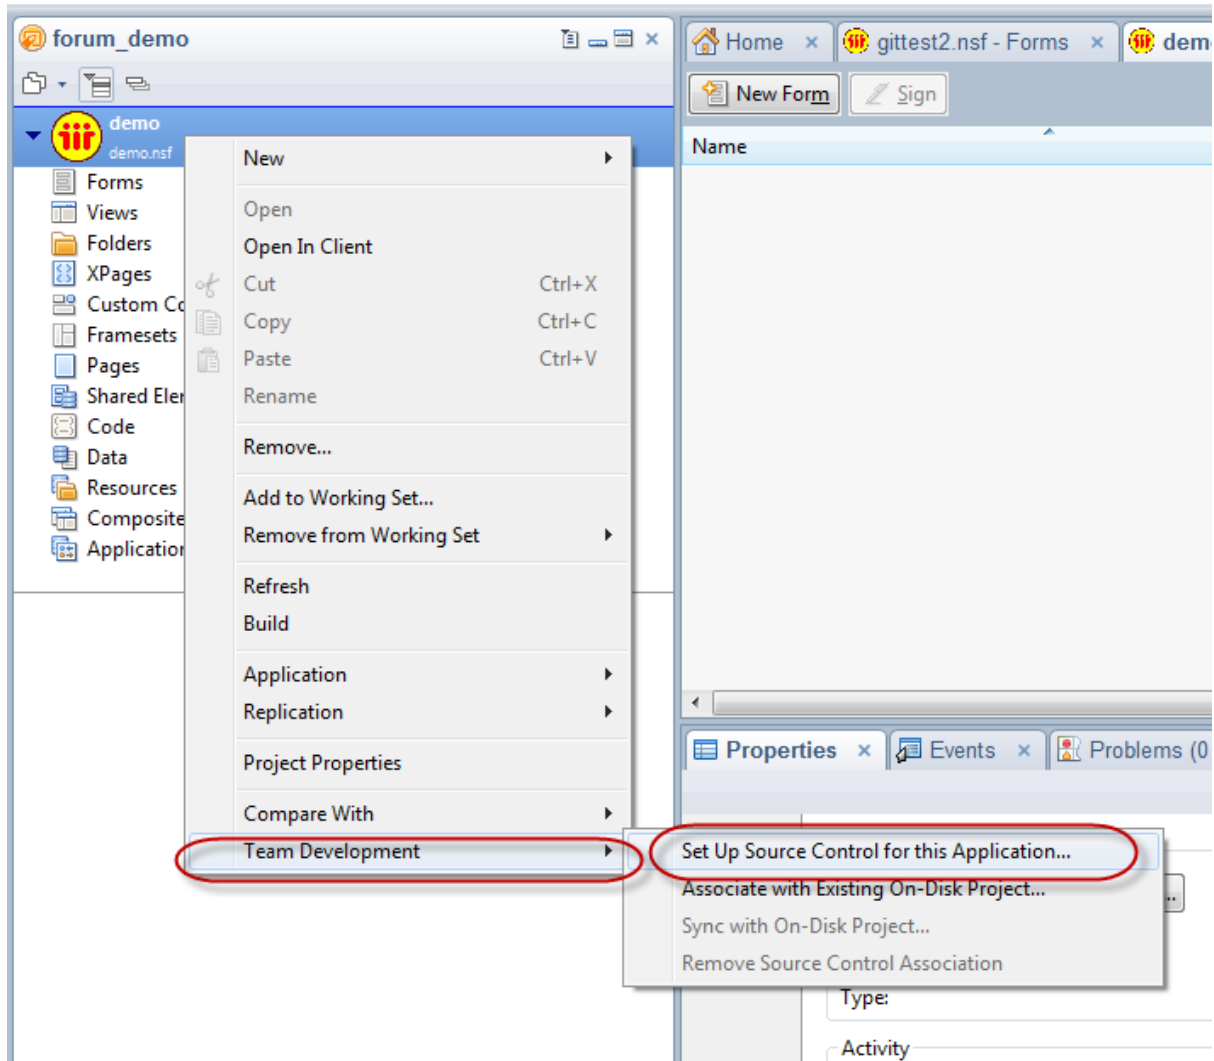 forum_demo
Home
gittest2.nsf - Forms
dem
New Form
Sign
demo
demo.nsf
Name
Forms
Views
Folders
XPages
Custom Co
Framesets
Pages
Shared Eler
Code
Data
Resources
Composite
Application
New
Open
Open In Client
Cut Ctrl+X
Copy Ctrl+C
Paste Ctrl+V
Rename
Remove...
Add to Working Set...
Remove from Working Set
Refresh
Build
Application
Replication
Project Properties
Compare With
Team Development
Properties
Events
Problems (0
Set Up Source Control for this Application...
Associate with Existing On-Disk Project...
Sync with On-Disk Project...
Remove Source Control Association
..
Type:
Activity